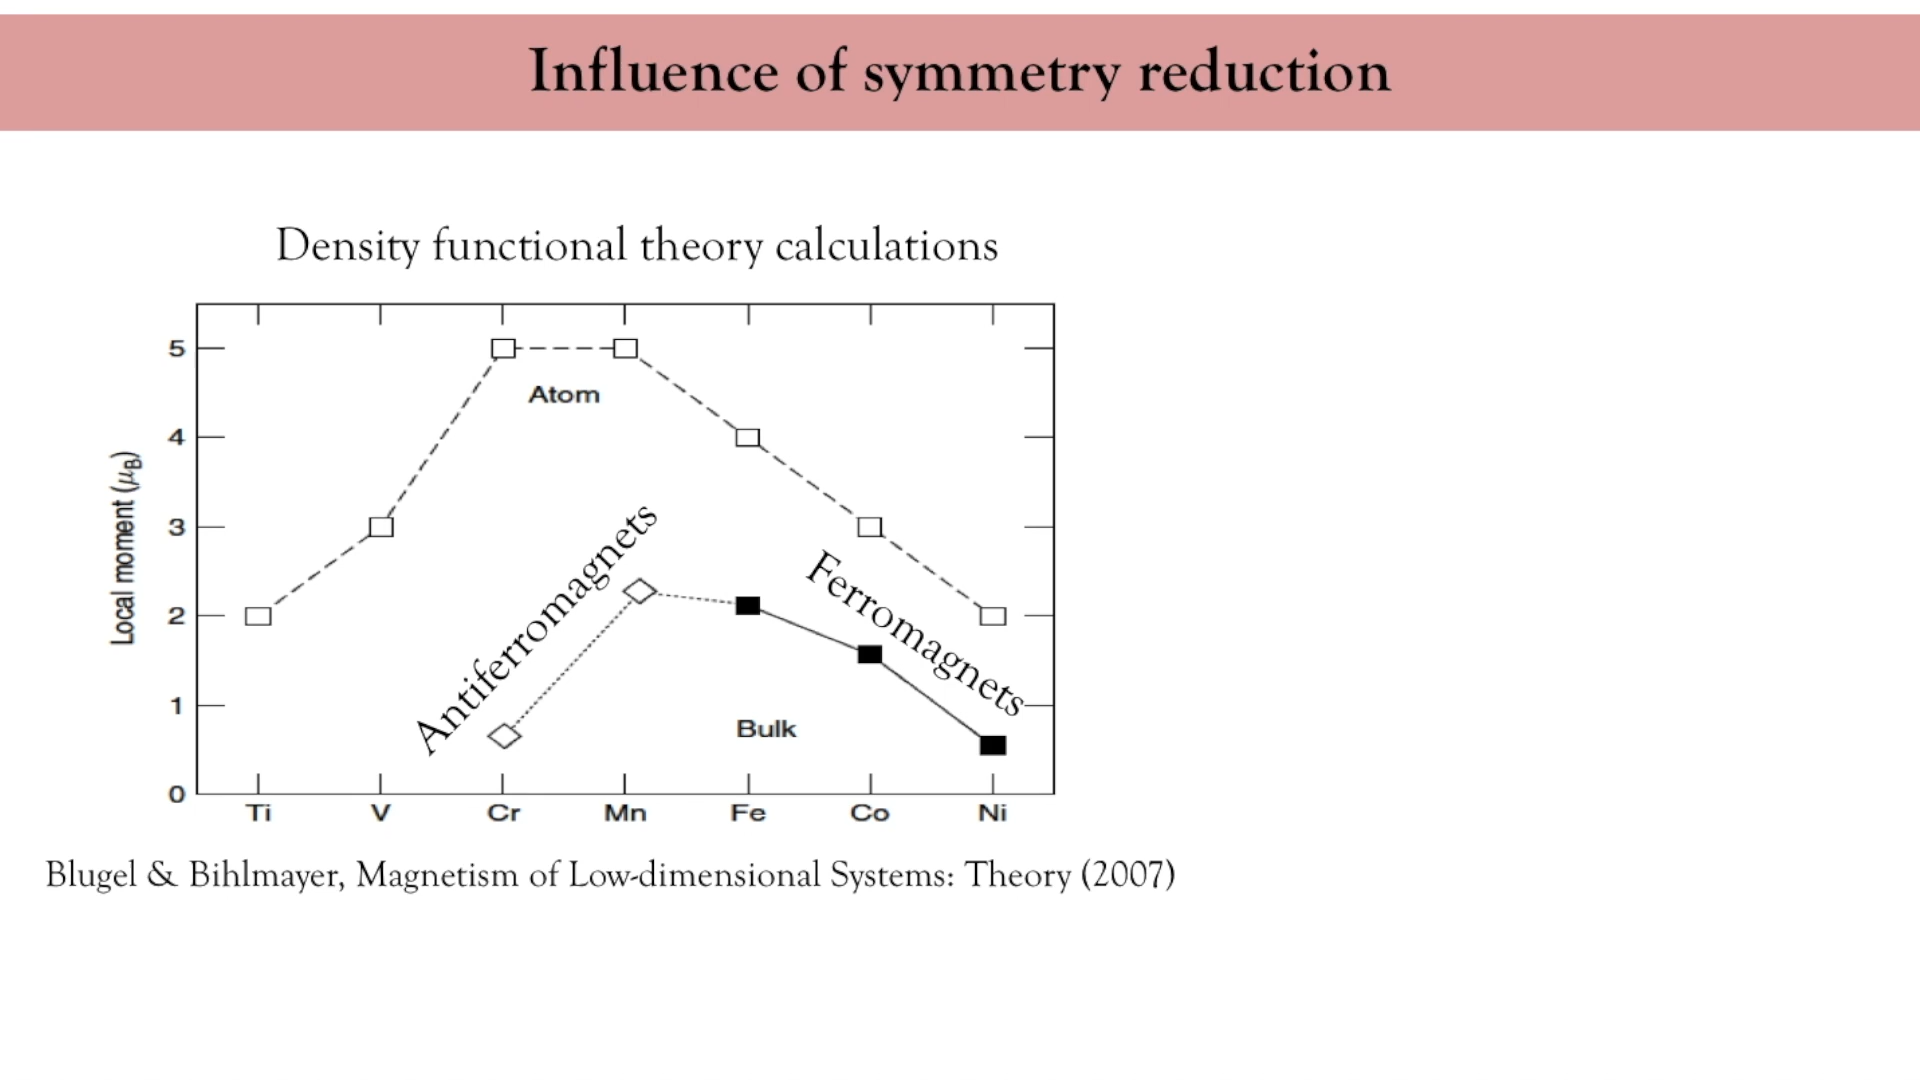 Influence of symmetry reduction
Density functional theory calculations
5
4
3
2
1
0
Local moment (μB)
Atom
Antiferromagnets
Ferromagnets
Bulk
Ti V Cr Mn Fe Co Ni
Blugel & Bihlmayer, Magnetism of Low-dimensional Systems: Theory (2007)